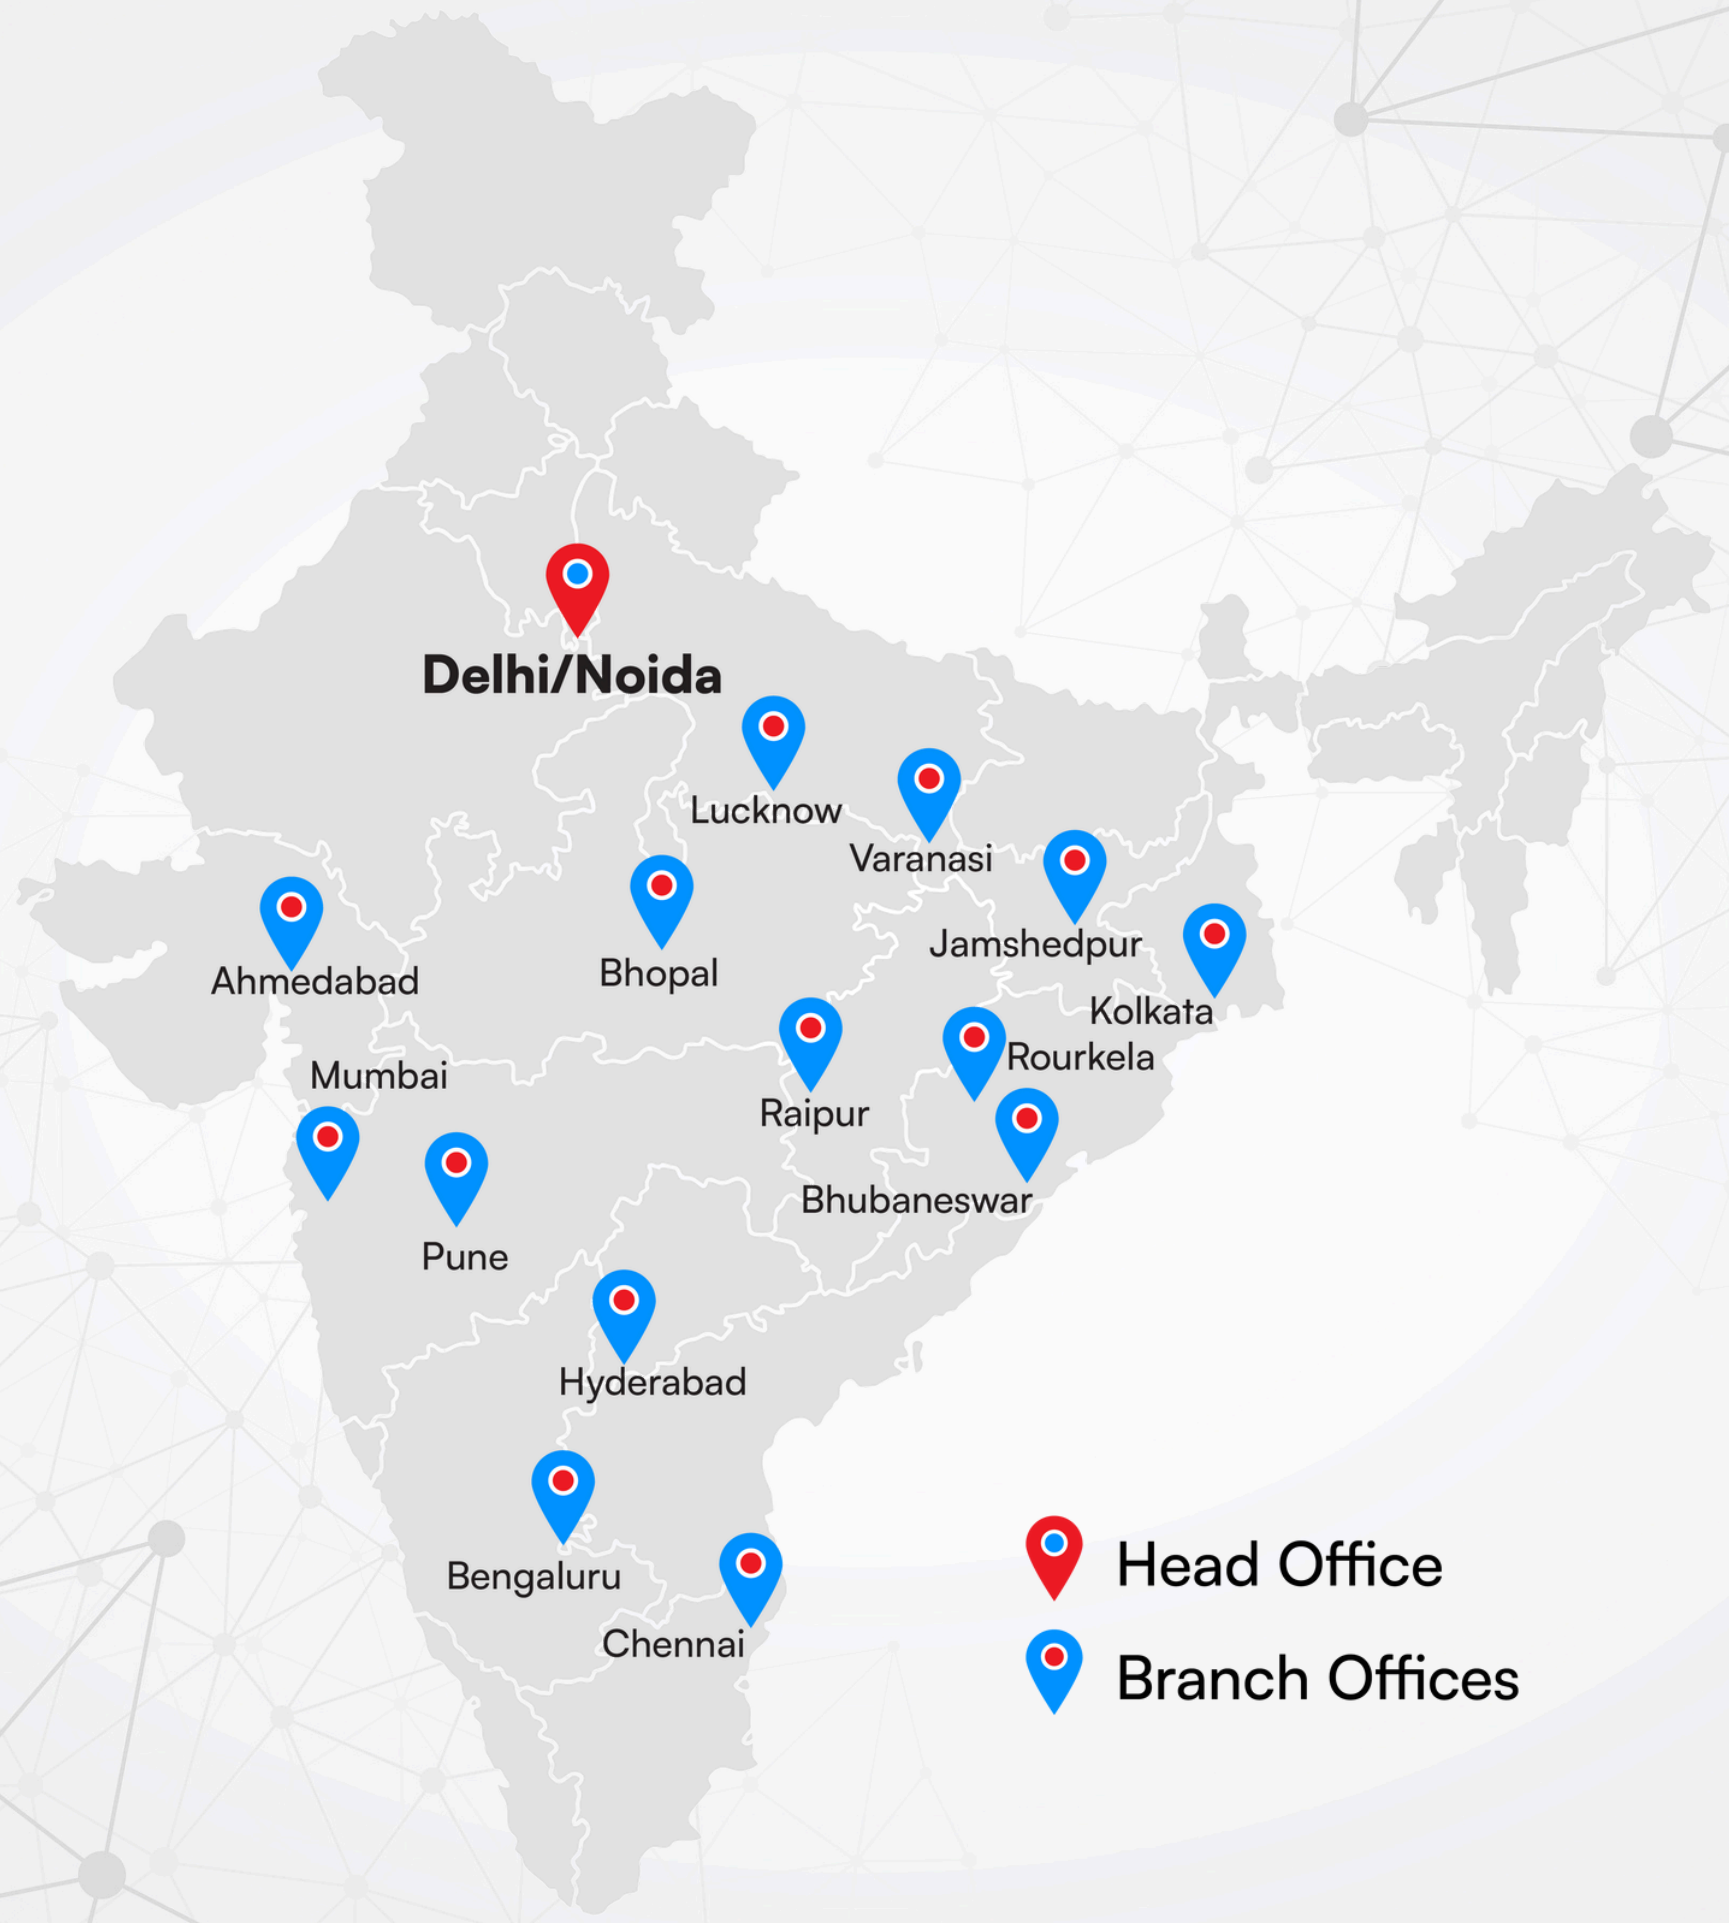 Delhi/Noida
Lucknow
Varanasi
Jamshedpur
Ahmedabad
Bhopal
Kolkata
Rourkela
Mumbai
Raipur
Bhubaneswar
Pune
Hyderabad
Bengaluru
Chennai
Head Office
Branch Offices